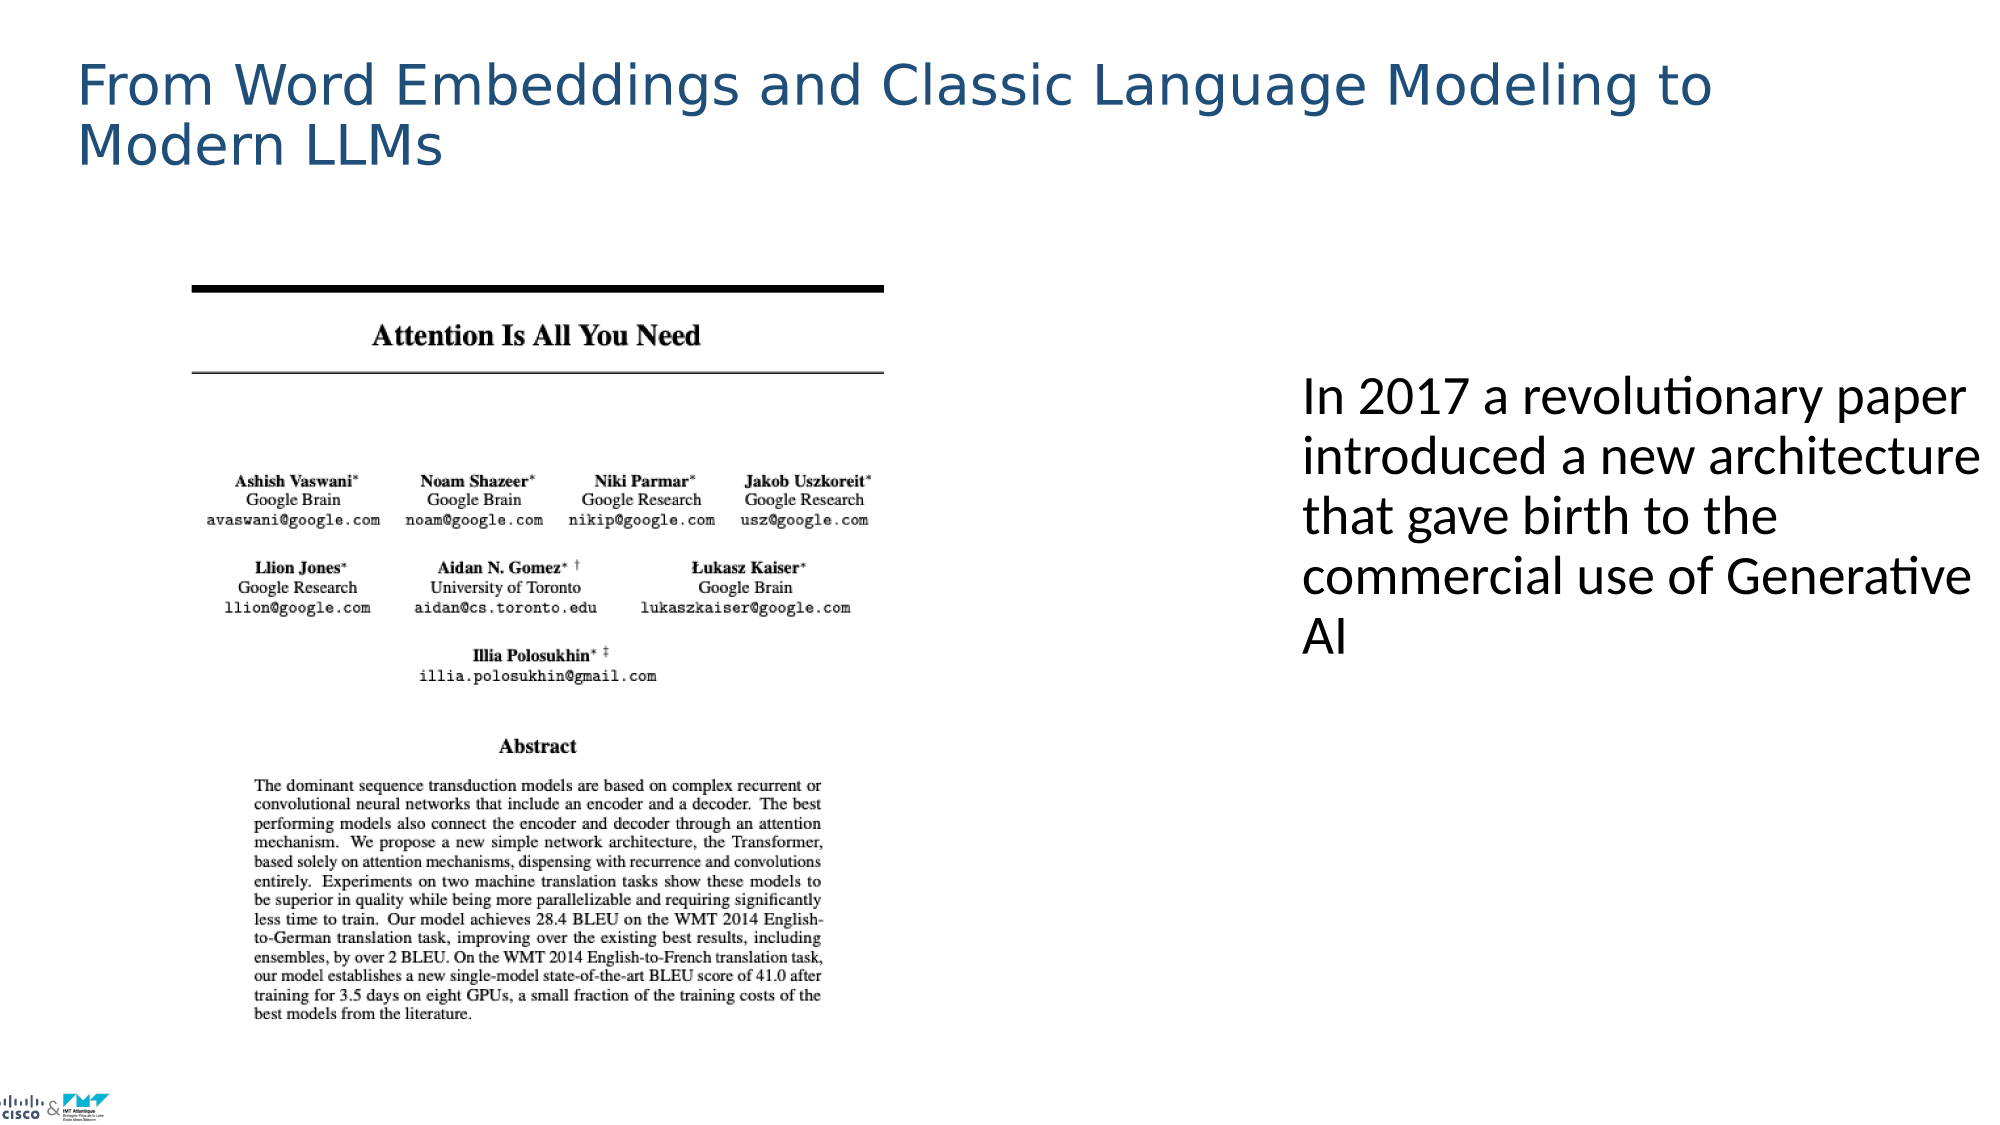 From Word Embeddings and Classic Language Modeling to
Modern LLMs
Attention Is All You Need
Ashish Vaswani* Noam Shazeer* Niki Parmar* Jakob Uszkoreit*
Google Brain Google Brain Google Research Google Research
avaswani@google.com noam@google.com nikip@google.com usz@google.com
Llion Jones* Aidan N. Gomez* † Łukasz Kaiser*
Google Research University of Toronto Google Brain
llion@google.com aidan@cs.toronto.edu lukaszkaiser@google.com
Illia Polosukhin* ‡
illia.polosukhin@gmail.com
Abstract
The dominant sequence transduction models are based on complex recurrent or
convolutional neural networks that include an encoder and a decoder. The best
performing models also connect the encoder and decoder through an attention
mechanism. We propose a new simple network architecture, the Transformer,
based solely on attention mechanisms, dispensing with recurrence and convolutions
entirely. Experiments on two machine translation tasks show these models to
be superior in quality while being more parallelizable and requiring significantly
less time to train. Our model achieves 28.4 BLEU on the WMT 2014 English-
to-German translation task, improving over the existing best results, including
ensembles, by over 2 BLEU. On the WMT 2014 English-to-French translation task,
our model establishes a new single-model state-of-the-art BLEU score of 41.0 after
training for 3.5 days on eight GPUs, a small fraction of the training costs of the
best models from the literature.
In 2017 a revolutionary paper
introduced a new architecture
that gave birth to the
commercial use of Generative
AI
CISCO & IMT Atlantique